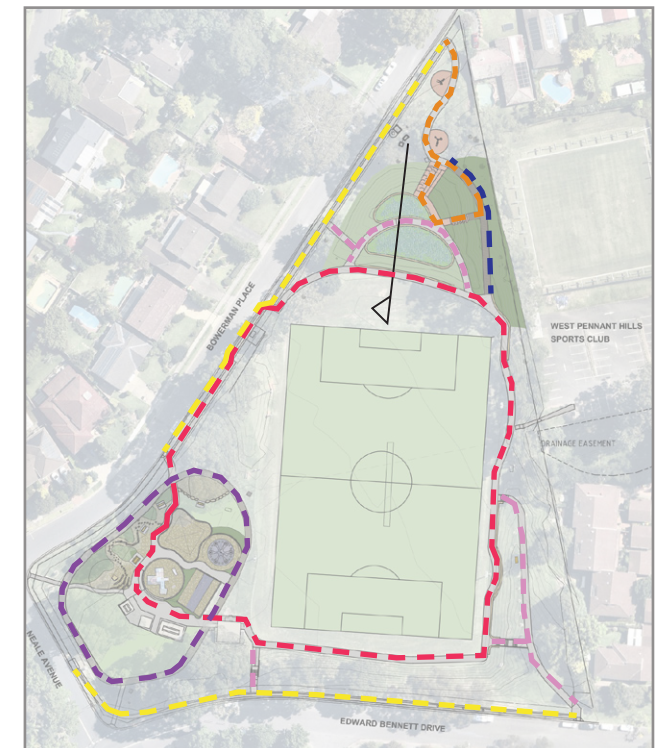 BOWERMAN PLACE
WEST PENNANT HILLS
SPORTS CLUB
DRAINAGE EASEMENT
NEALE AVENUE
EDWARD BENNETT DRIVE